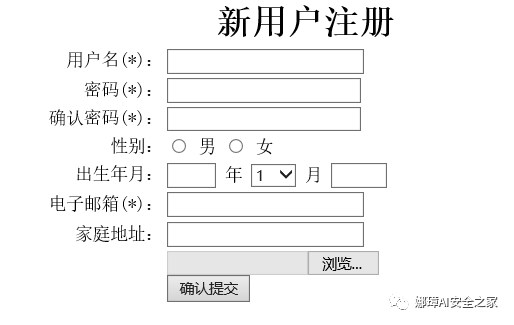 新用户注册
用户名(*):
密码(*):
确认密码(*):
性别: 男 女
出生年月: 年 1 月
电子邮箱(*):
家庭地址:
浏览...
确认提交
娜璋AI安全之家